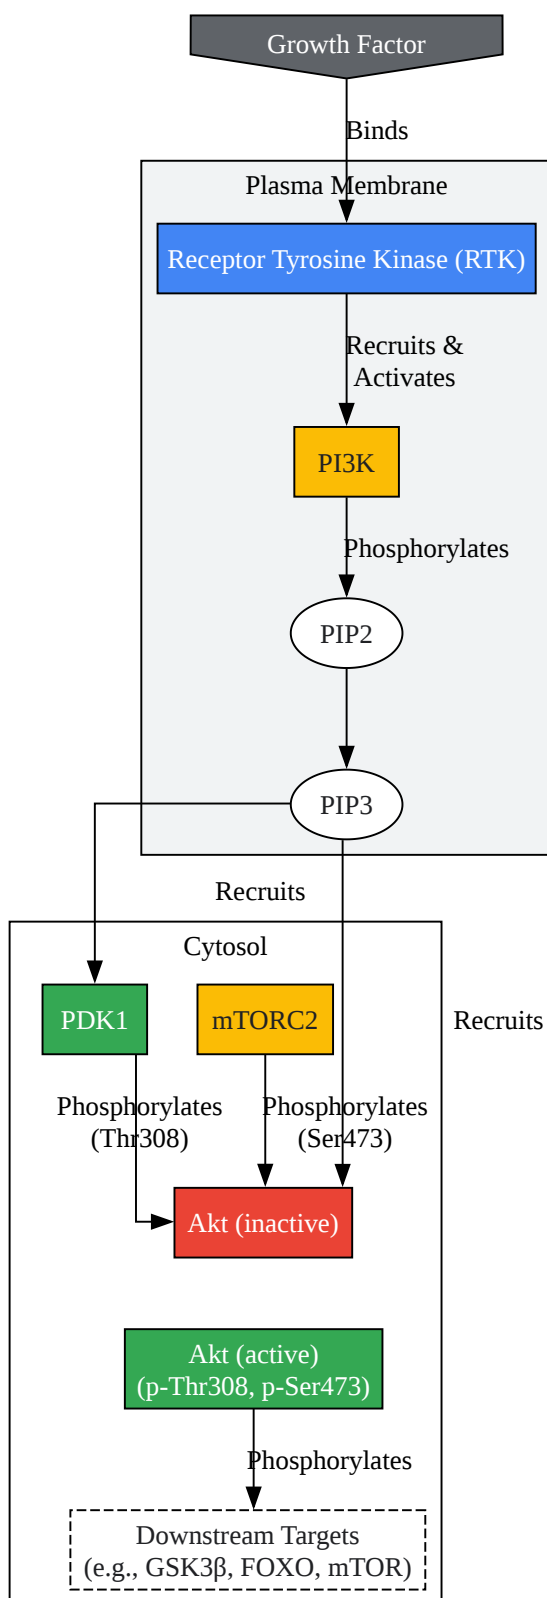 Growth Factor
Binds
Plasma Membrane
Receptor Tyrosine Kinase (RTK)
Recruits &
Activates
PI3K
Phosphorylates
PIP2
PIP3
Recruits
Cytosol
PDK1
mTORC2
Recruits
Phosphorylates
(Thr308)
Phosphorylates
(Ser473)
Akt (inactive)
Akt (active)
(p-Thr308, p-Ser473)
Phosphorylates
Downstream Targets
(e.g., GSK3β, FOXO, mTOR)